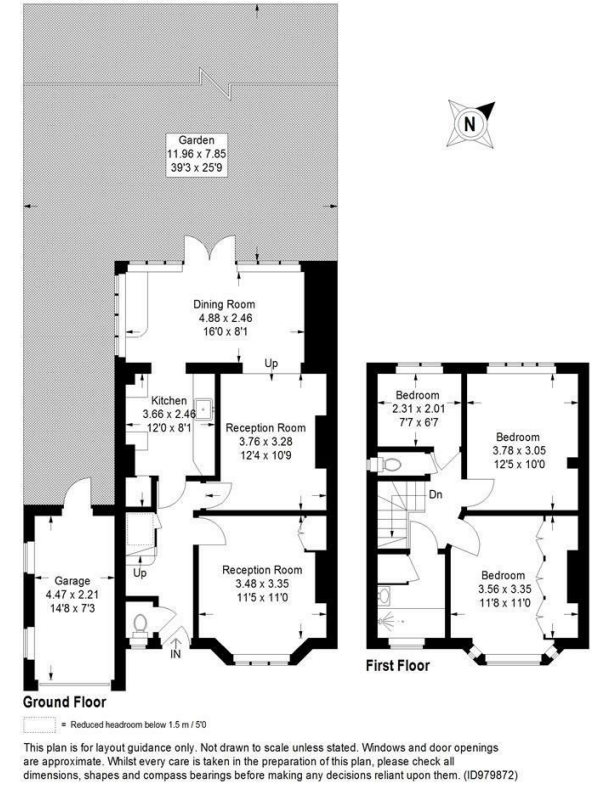 Garden
11.96 x 7.85
39'3 x 25'9
N
Dining Room
4.88 x 2.46
16'0 x 8'1
Up
Kitchen
3.66 x 2.46
12'0 x 8'1
Reception Room
3.76 x 3.28
12'4 x 10'9
Bedroom
2.31 x 2.01
7'7 x 6'7
Bedroom
3.78 x 3.05
12'5 x 10'0
Dn
Up
Garage
4.47 x 2.21
14'8 x 7'3
Reception Room
3.48 x 3.35
11'5 x 11'0
Bedroom
3.56 x 3.35
11'8 x 11'0
IN
First Floor
Ground Floor
= Reduced headroom below 1.5 m / 5'0
This plan is for layout guidance only. Not drawn to scale unless stated. Windows and door openings
are approximate. Whilst every care is taken in the preparation of this plan, please check all
dimensions, shapes and compass bearings before making any decisions reliant upon them. (ID979872)